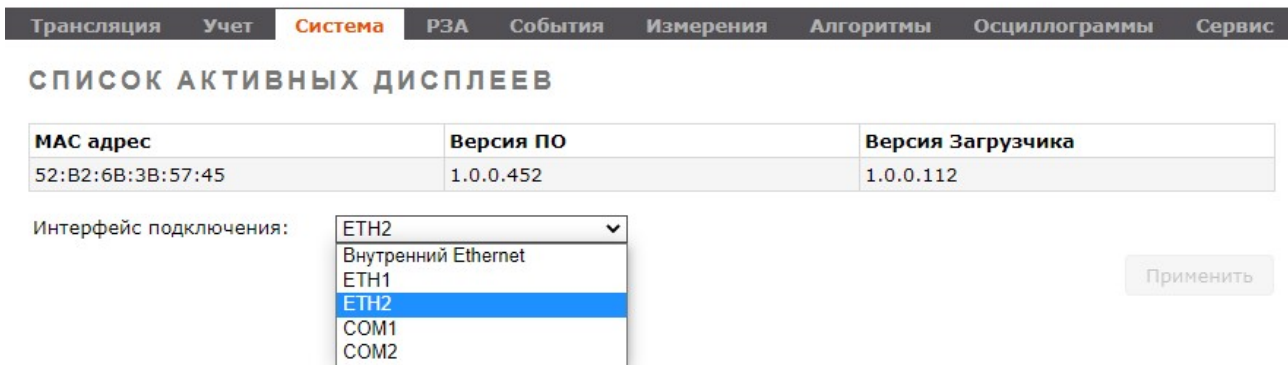 Трансляция Учет Система РЗА События Измерения Алгоритмы Осциллограммы Сервис
СПИСОК АКТИВНЫХ ДИСПЛЕЕВ
MAC адрес Версия ПО Версия Загрузчика
52:B2:6B:3B:57:45 1.0.0.452 1.0.0.112
Интерфейс подключения: ETH2
Внутренний Ethernet
ETH1
Применить
ETH2
COM1
COM2